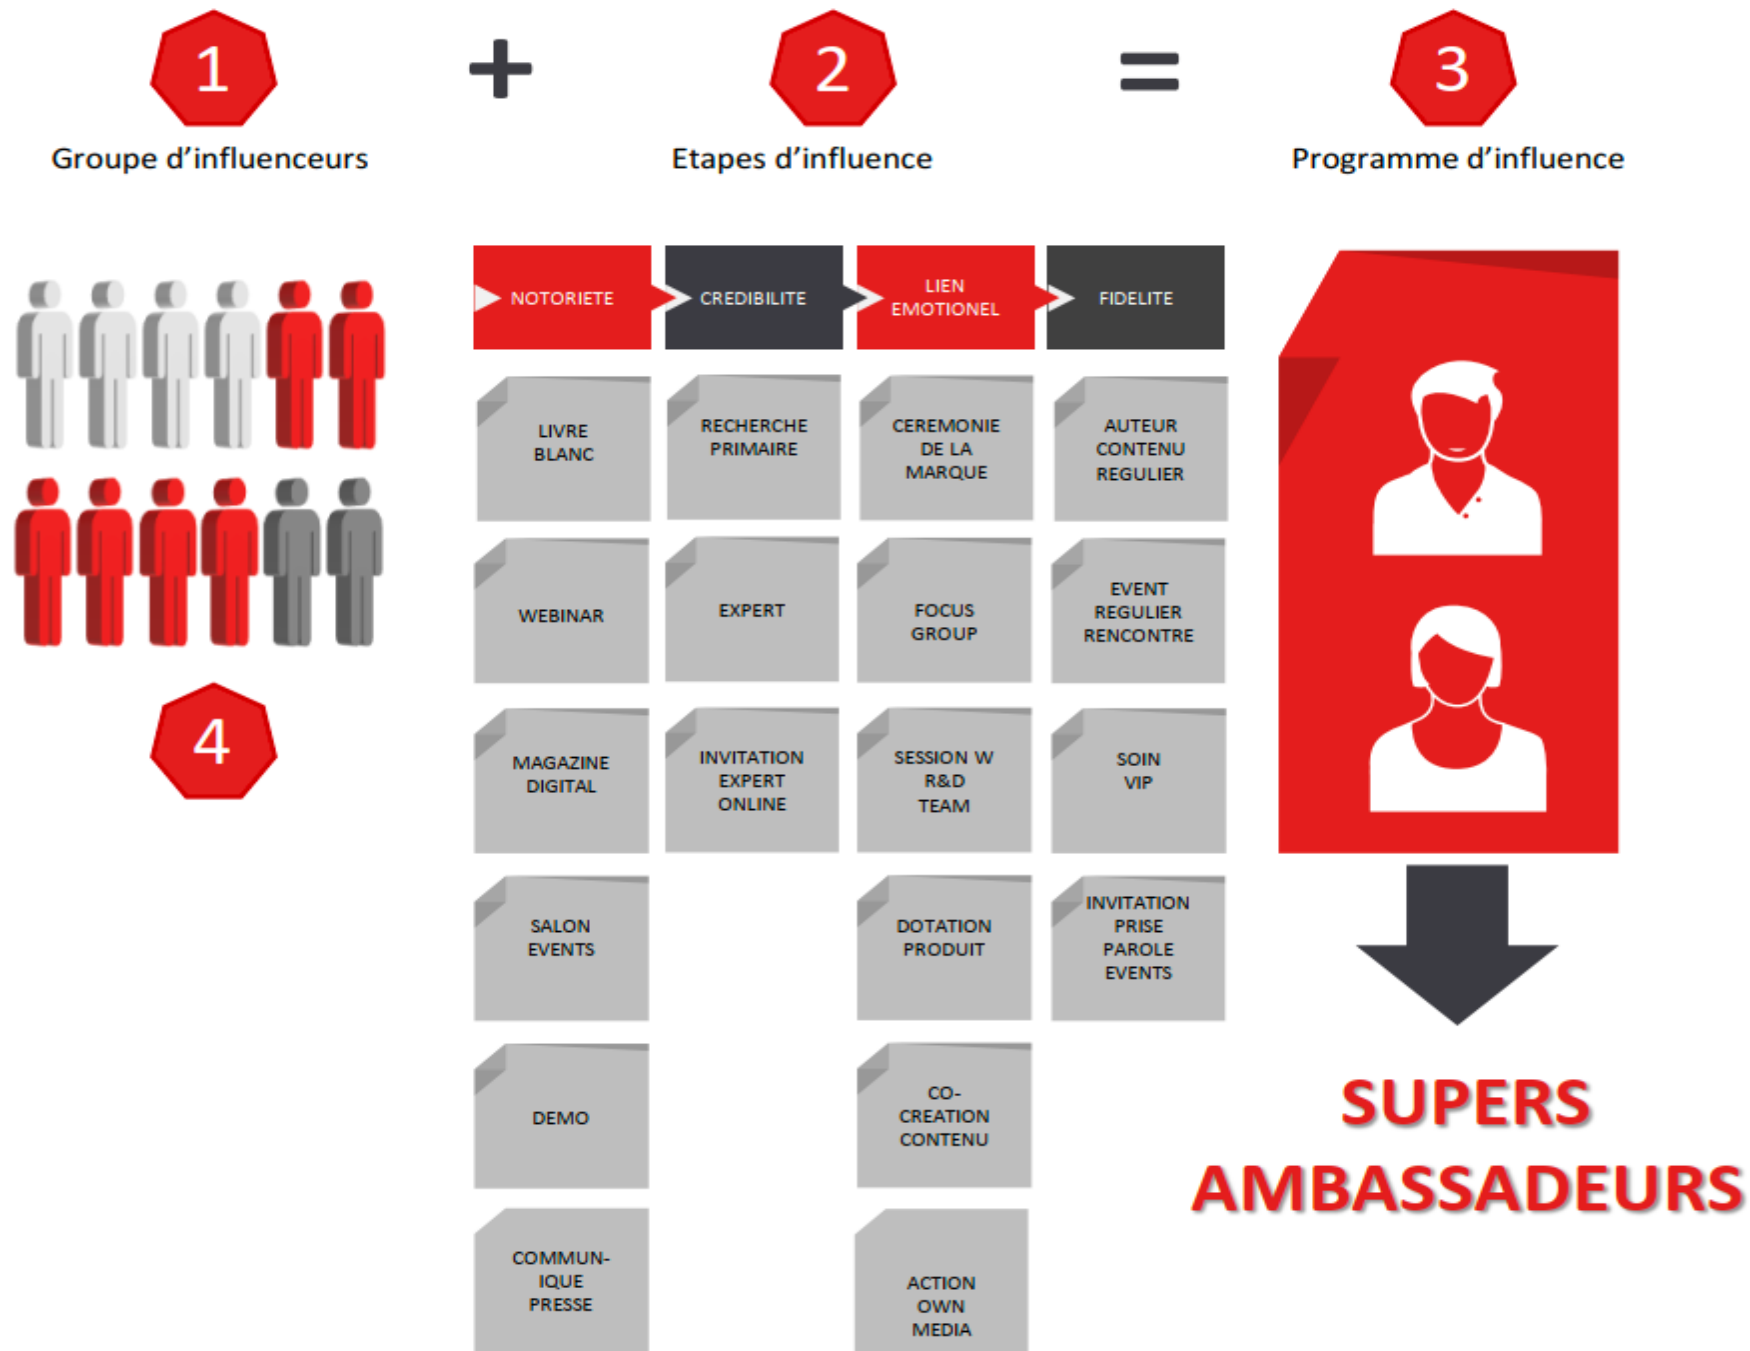 1
+
2
=
3
Groupe d'influenceurs
Etapes d'influence
Programme d'influence
NOTORIETE
CREDIBILITE
LIEN
EMOTIONEL
FIDELITE
LIVRE
BLANC
RECHERCHE
PRIMAIRE
CEREMONIE
DE LA
MARQUE
AUTEUR
CONTENU
REGULIER
WEBINAR
EXPERT
FOCUS
GROUP
EVENT
REGULIER
RENCONTRE
4
MAGAZINE
DIGITAL
INVITATION
EXPERT
ONLINE
SESSION W
R&D
TEAM
SOIN
VIP
SALON
EVENTS
DOTATION
PRODUIT
INVITATION
PRISE
PAROLE
EVENTS
DEMO
CO-
CREATION
CONTENU
SUPERS
AMBASSADEURS
COMMUN-
IQUE
PRESSE
ACTION
OWN
MEDIA